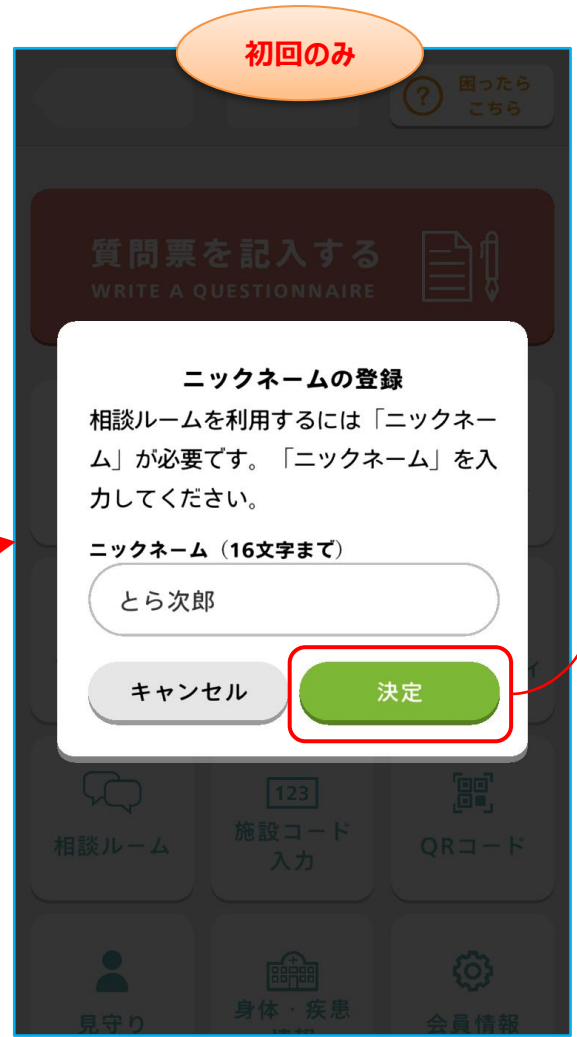 初回のみ
?
困ったら
こちら
質問票を記入する
WRITE A QUESTIONNAIRE
ニックネームの登録
相談ルームを利用するには「ニックネー
ム」が必要です。「ニックネーム」を入
力してください。
ニックネーム（16文字まで）
とら次郎
キャンセル
決定
ィ
相談ルーム
123
施設コード
入力
QRコード
見守り
身体・疾患
情報
会員情報